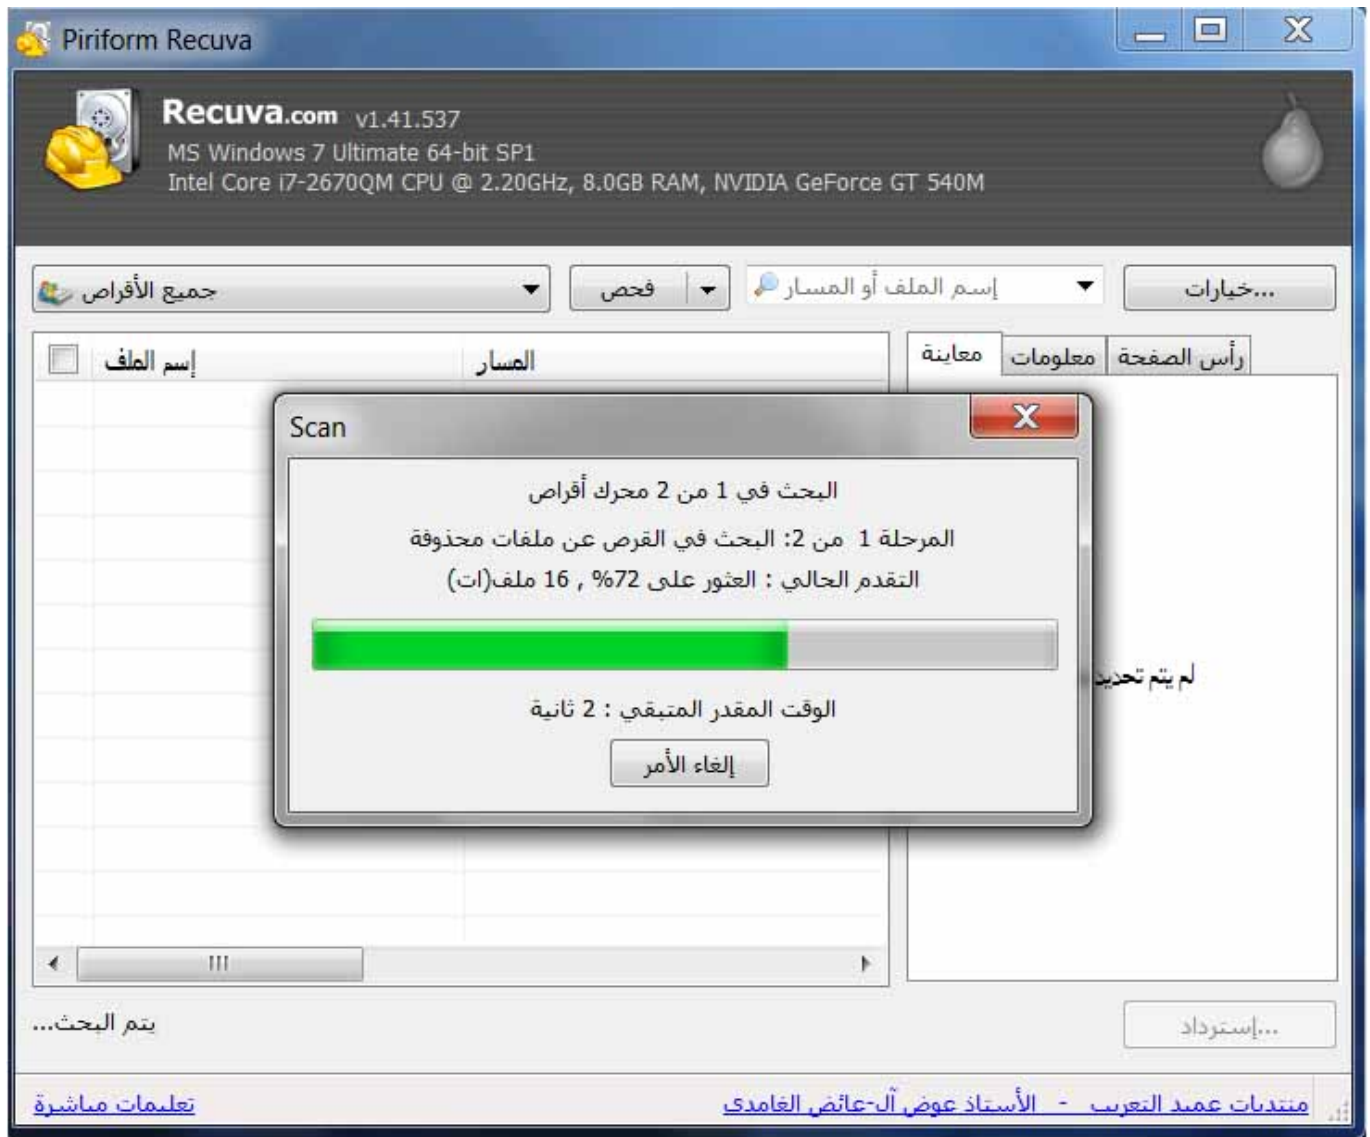 Piriform Recuva
Recuva.com v1.41.537
MS Windows 7 Ultimate 64-bit SP1
Intel Core i7-2670QM CPU @ 2.20GHz, 8.0GB RAM, NVIDIA GeForce GT 540M
جميع الأقراص
فحص
إسم الملف أو المسار
خيارات...
إسم الملف
المسار
معاينة
معلومات
رأس الصفحة
Scan
البحث في 1 من 2 محرك أقراص
المرحلة 1 من 2: البحث في القرص عن ملفات محذوفة
التقدم الحالي : العثور على 72% , 16 ملف(ات)
الوقت المقدر المتبقي : 2 ثانية
إلغاء الأمر
لم يتم تحديد
يتم البحث...
إسترداد...
تعليمات مباشرة
منتديات عميد التعريب - الأستاذ عوض آل-عائض الغامدي